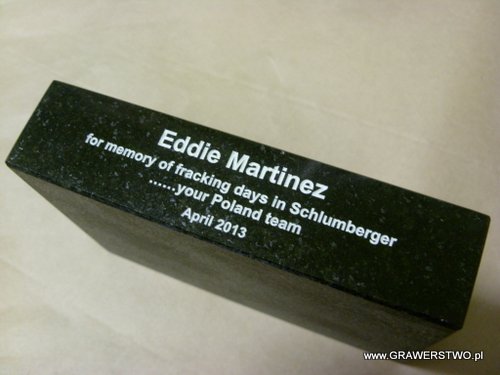 Eddie Martinez
for memory of fracking days in Schlumberger
......your Poland team
April 2013
www.GRAWERSTWO.pl